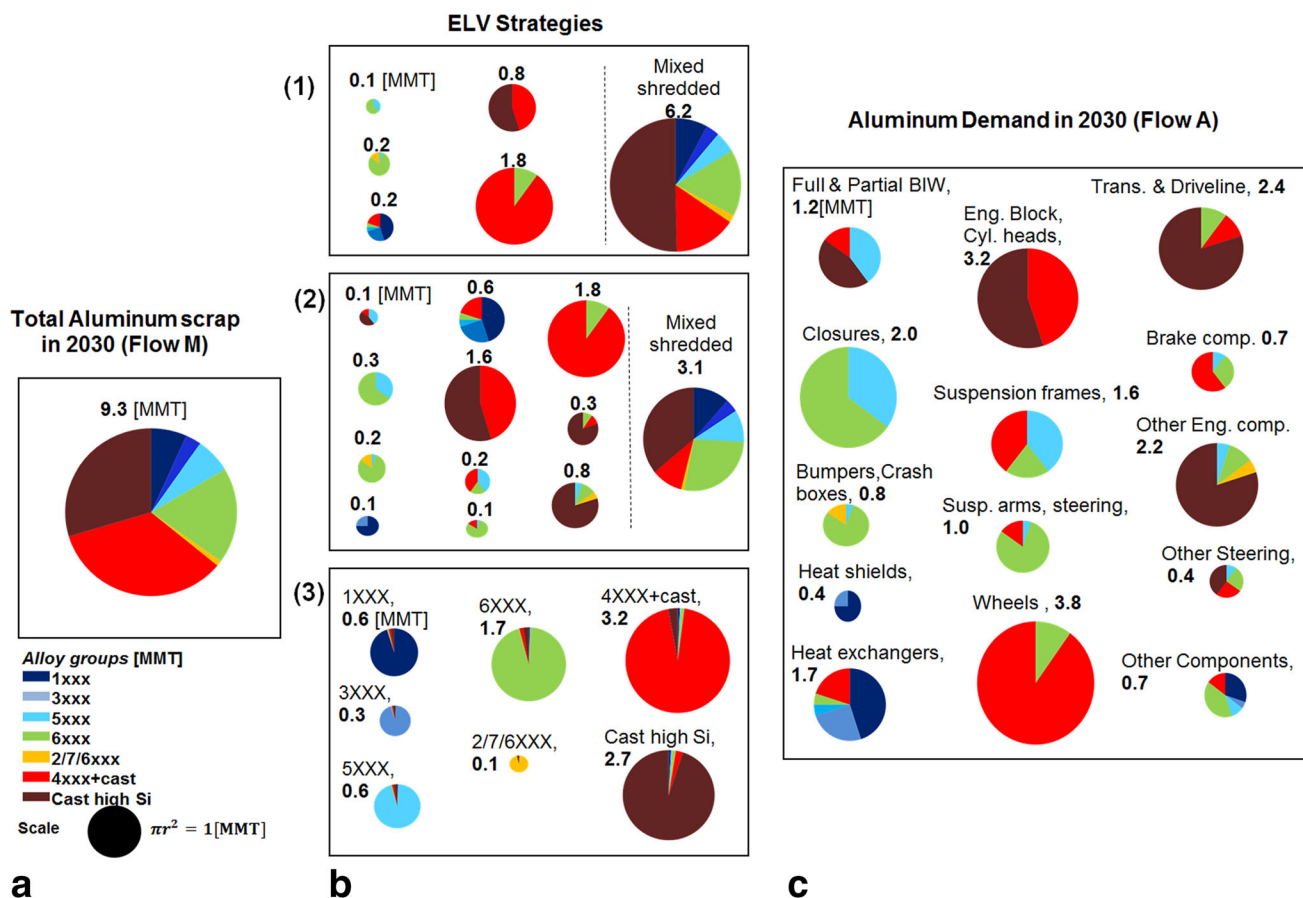 ELV Strategies
(1)
0.1 [MMT]
0.2
0.2
0.8
1.8
Mixed
shredded
6.2
(2)
0.1 [MMT]
0.3
0.2
0.1
0.6
1.6
0.2
0.1
1.8
0.3
0.8
Mixed
shredded
3.1
(3)
1XXX,
0.6 [MMT]
3XXX,
0.3
5XXX,
0.6
6XXX,
1.7
2/7/6XXX,
0.1
4XXX+cast,
3.2
Cast high Si,
2.7
Total Aluminum scrap
in 2030 (Flow M)
9.3 [MMT]
Alloy groups [MMT]
1xxx
3xxx
5xxx
6xxx
2/7/6xxx
4xxx+cast
Cast high Si
Scale
πr² = 1[MMT]
Aluminum Demand in 2030 (Flow A)
Full & Partial BIW,
1.2[MMT]
Closures, 2.0
Bumpers,Crash
boxes, 0.8
Heat shields,
0.4
Heat exchangers,
1.7
Eng. Block,
Cyl. heads,
3.2
Suspension frames, 1.6
Susp. arms, steering,
1.0
Wheels , 3.8
Trans. & Driveline, 2.4
Brake comp. 0.7
Other Eng. comp.
2.2
Other Steering,
0.4
Other Components,
0.7
a
b
c